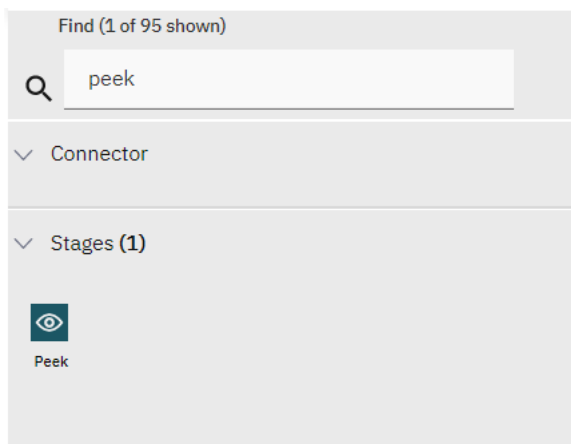 Find (1 of 95 shown)
peek
Connector
Stages (1)
Peek